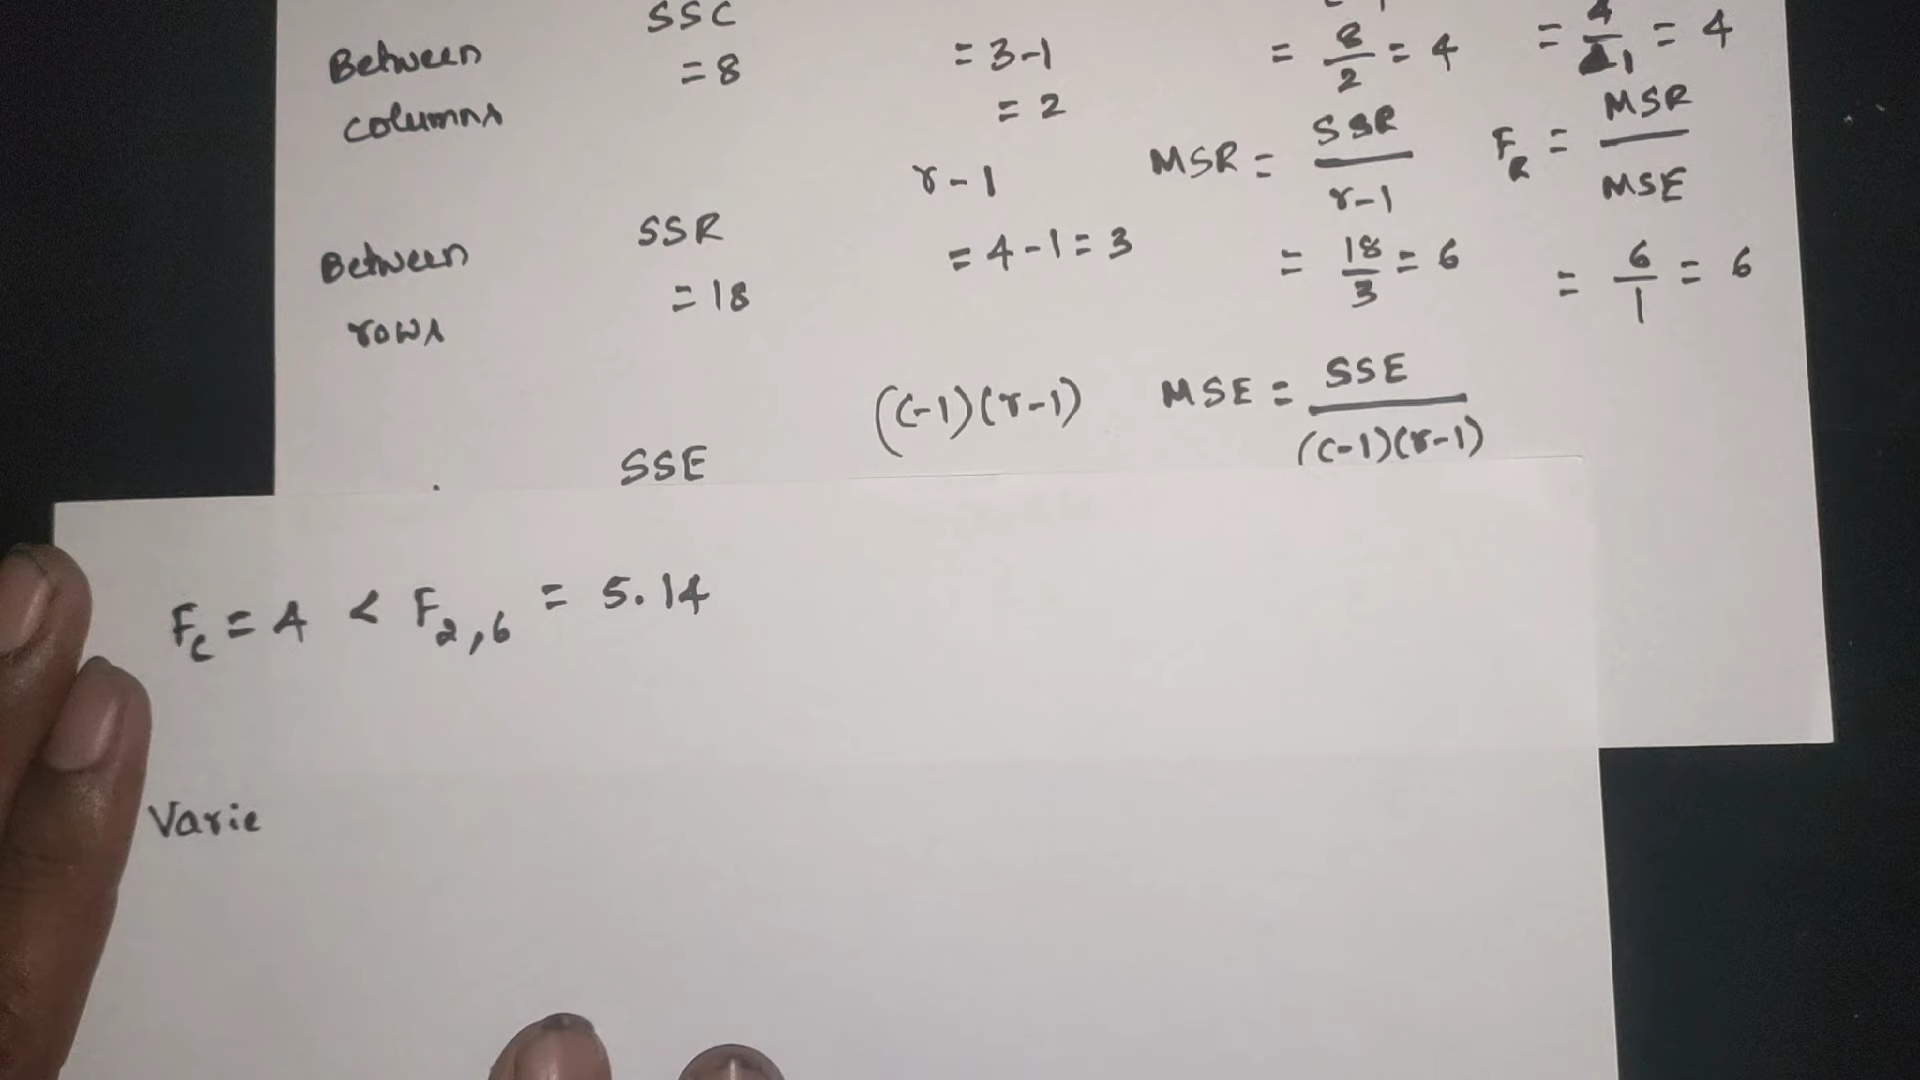 SSC
Between
columns
= 8
= 3-1
= 2
= 8/2 = 4
= 4/1 = 4
r-1
MSR = SSR/r-1
F_R = MSR/MSE
Between
rows
SSR
= 18
= 4-1 = 3
= 18/3 = 6
= 6/1 = 6
SSE
(c-1)(r-1)
MSE = SSE/(c-1)(r-1)
F_c = 4 < F_2,6 = 5.14
Varie